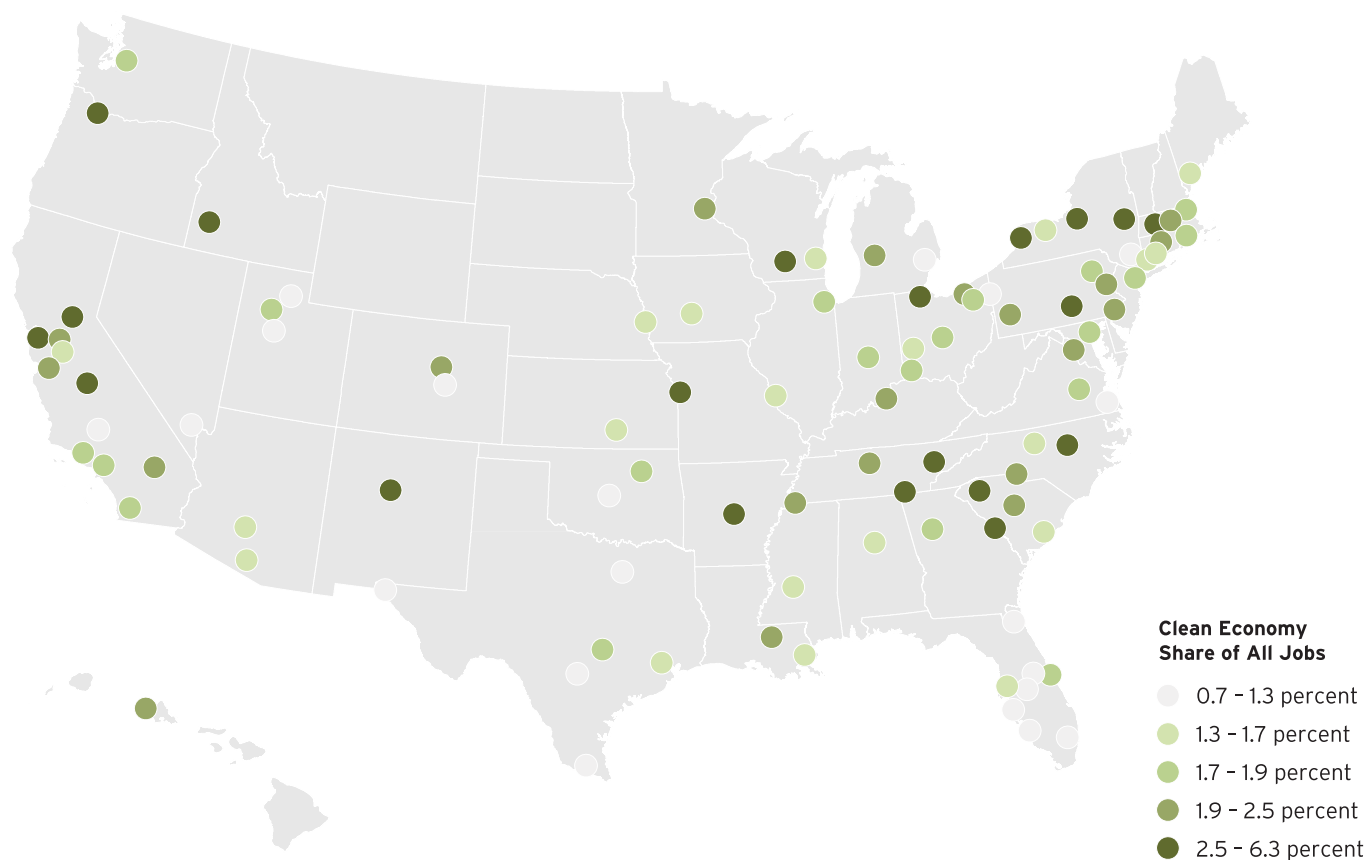 Clean Economy
Share of All Jobs
0.7 – 1.3 percent
1.3 – 1.7 percent
1.7 – 1.9 percent
1.9 – 2.5 percent
2.5 – 6.3 percent